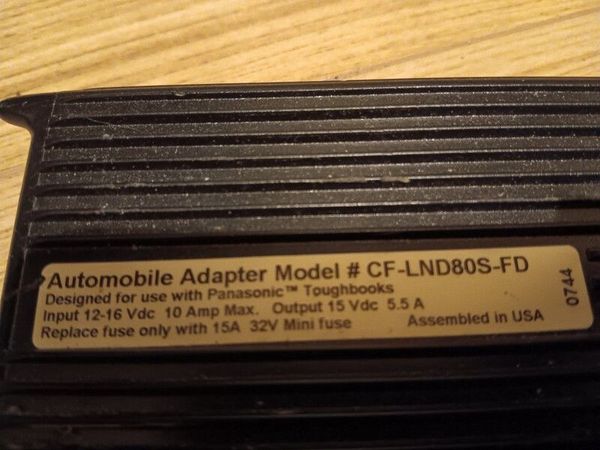 Automobile Adapter Model # CF-LND80S-FD
Designed for use with Panasonic™ Toughbooks
Input 12-16 Vdc 10 Amp Max. Output 15 Vdc 5.5 A
Replace fuse only with 15A 32V Mini fuse Assembled in USA
0744